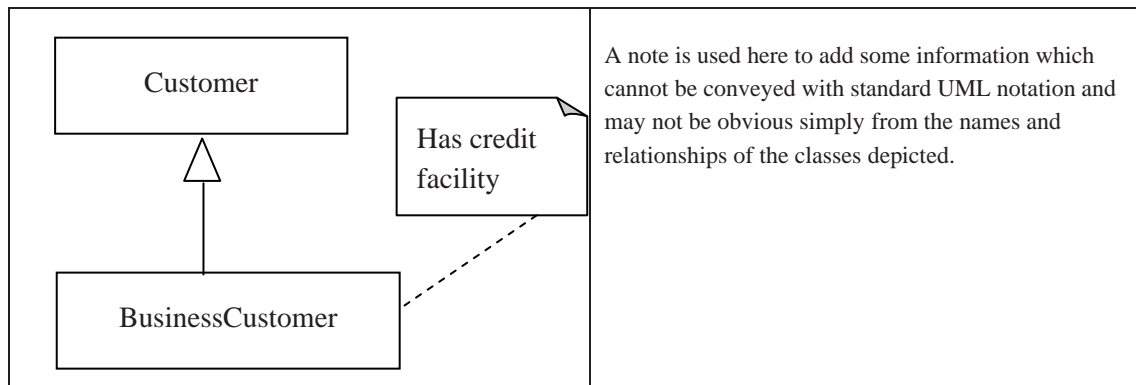 Customer
Has credit
facility
BusinessCustomer
A note is used here to add some information which
cannot be conveyed with standard UML notation and
may not be obvious simply from the names and
relationships of the classes depicted.